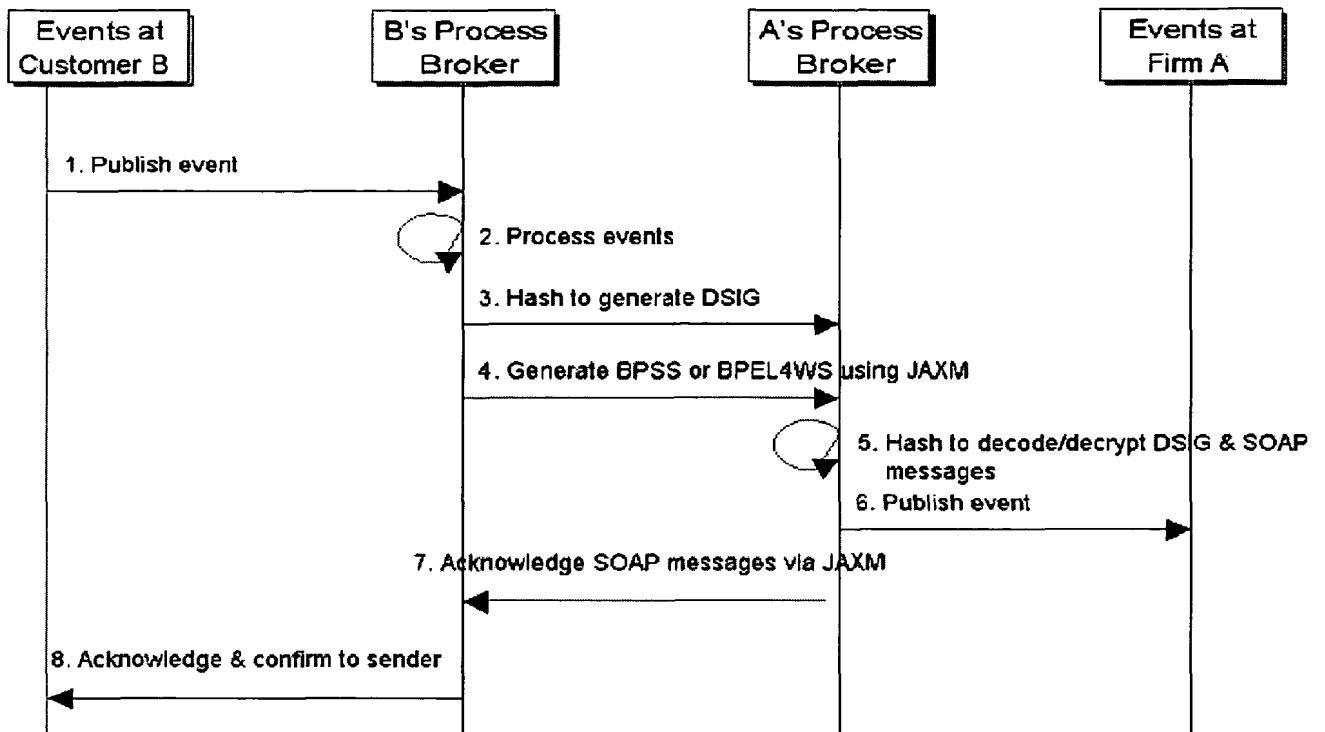 Events at
Customer B
B's Process
Broker
A's Process
Broker
Events at
Firm A
1. Publish event
2. Process events
3. Hash to generate DSIG
4. Generate BPSS or BPEL4WS using JAXM
5. Hash to decode/decrypt DSIG & SOAP
messages
6. Publish event
7. Acknowledge SOAP messages via JAXM
8. Acknowledge & confirm to sender